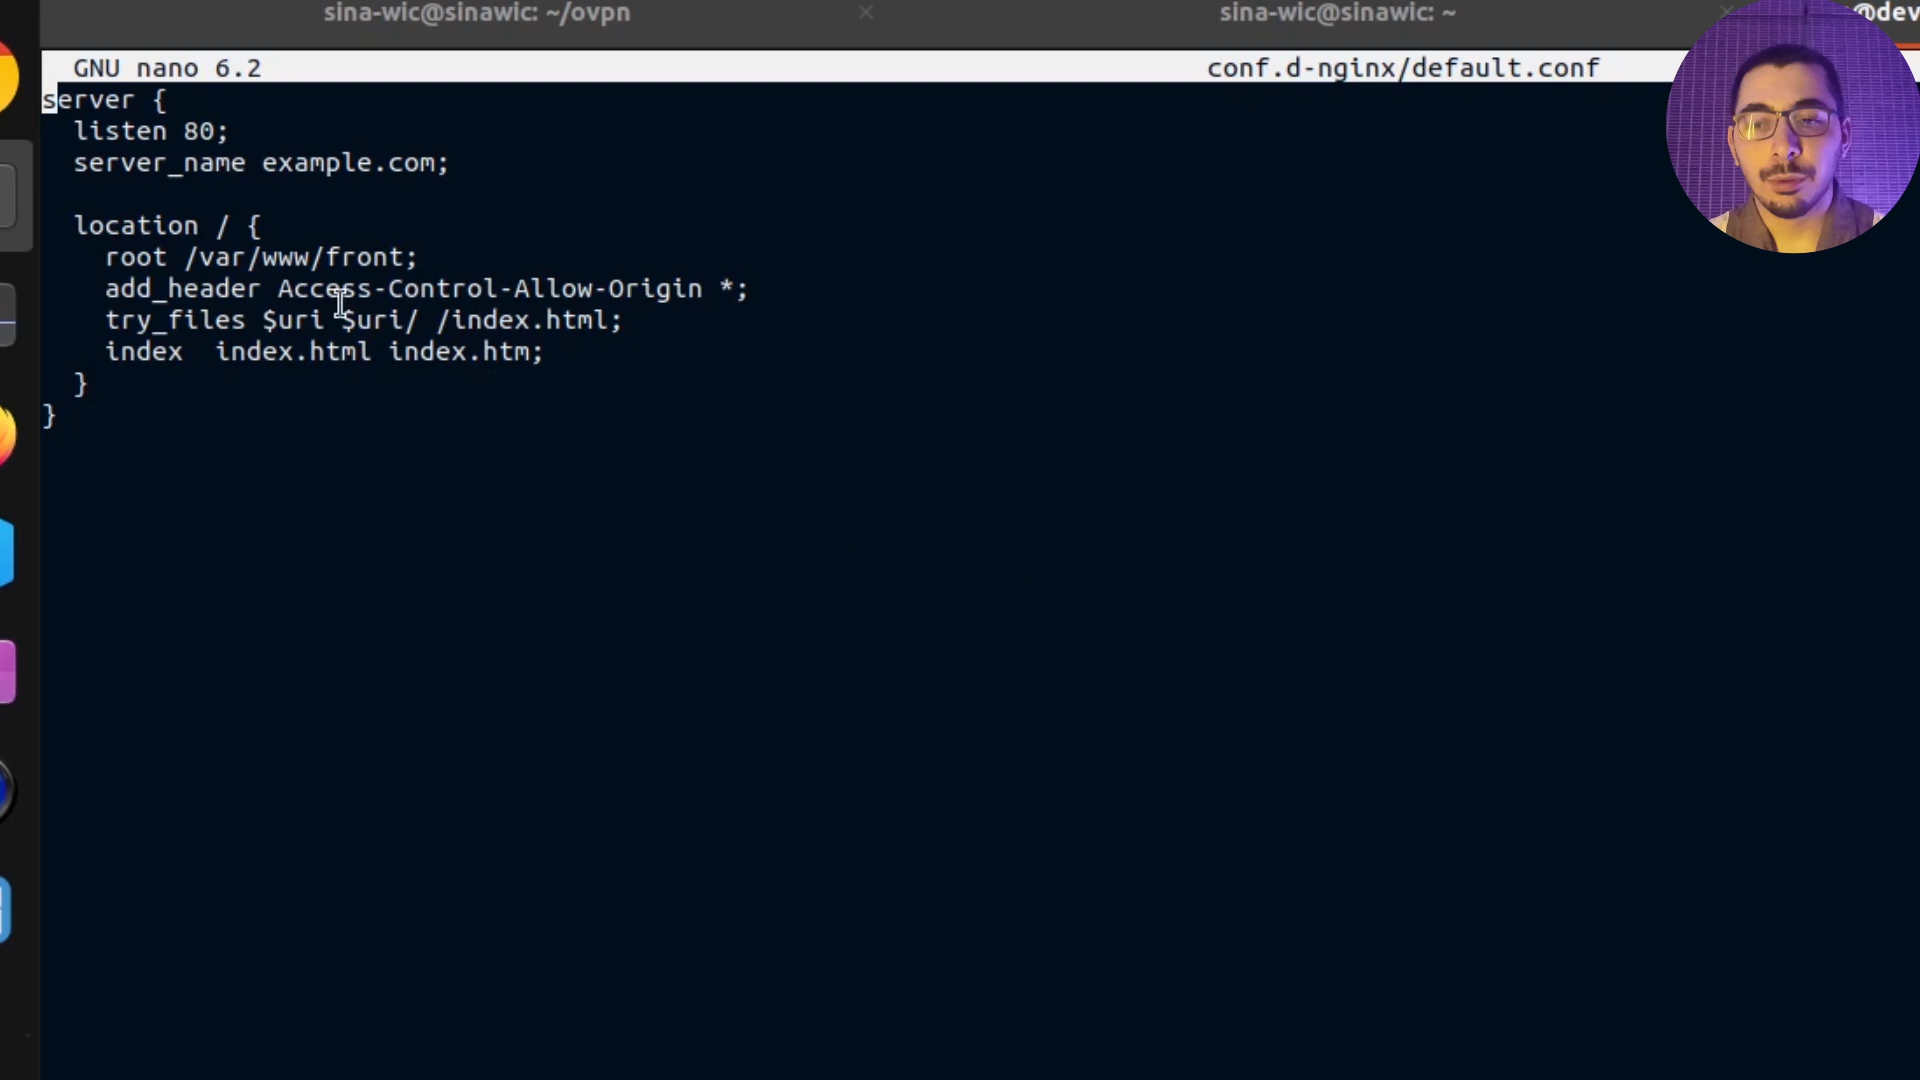 sina-wic@sinawic: ~/ovpn × sina-wic@sinawic: ~ × @dev
GNU nano 6.2 conf.d-nginx/default.conf
server {
  listen 80;
  server_name example.com;
  location / {
    root /var/www/front;
    add_header Access-Control-Allow-Origin *;
    try_files $uri $uri/ /index.html;
    index  index.html index.htm;
  }
}